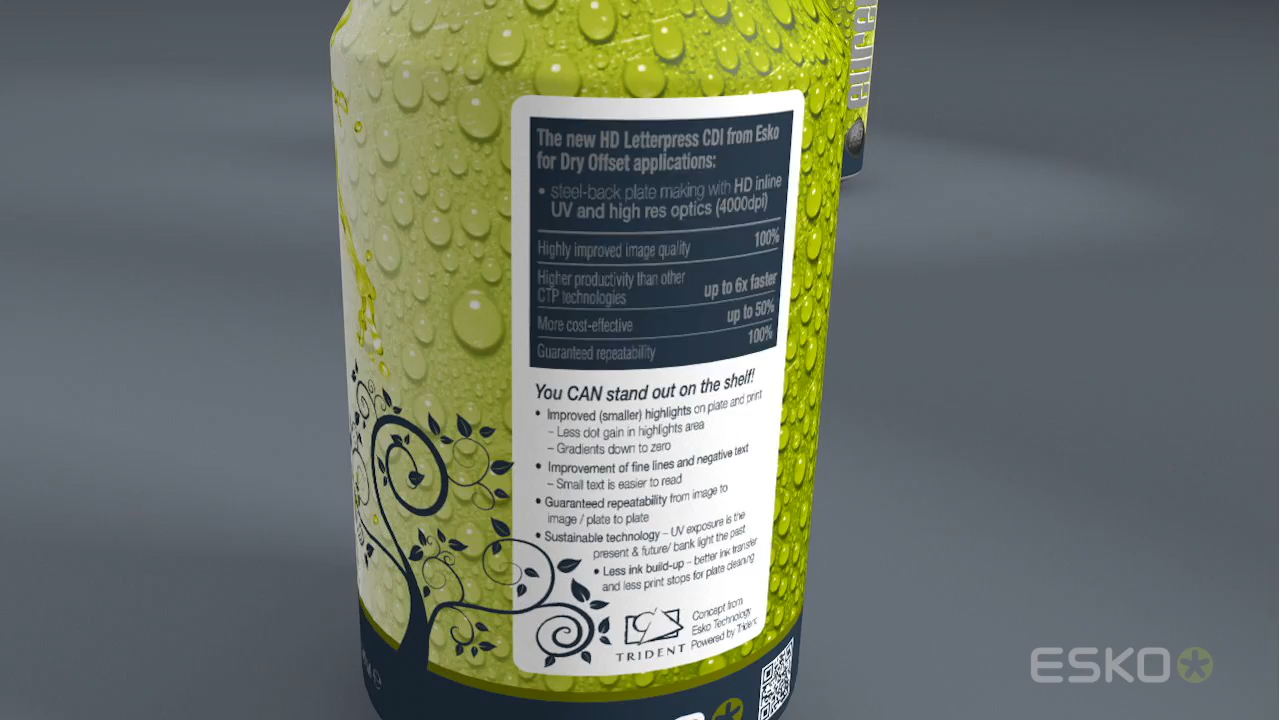 The new HD Letterpress CDI from Esko
for Dry Offset applications:
• steel-back plate making with HD inline
UV and high res optics (4000dpi)
Highly improved image quality 100%
Higher productivity than other
CTP technologies up to 6x faster
More cost-effective up to 50%
Guaranteed repeatability 100%
You CAN stand out on the shelf!
• Improved (smaller) highlights on plate and print
– Less dot gain in highlights area
– Gradients down to zero
• Improvement of fine lines and negative text
– Small text is easier to read
• Guaranteed repeatability from image to
image / plate to plate
• Sustainable technology – UV exposure is the
present & future/ bank light the past
• Less ink build-up – better ink transfer
and less print stops for plate cleaning
TRIDENT
Concept from
Esko Technology
Powered by Trident
ESKO